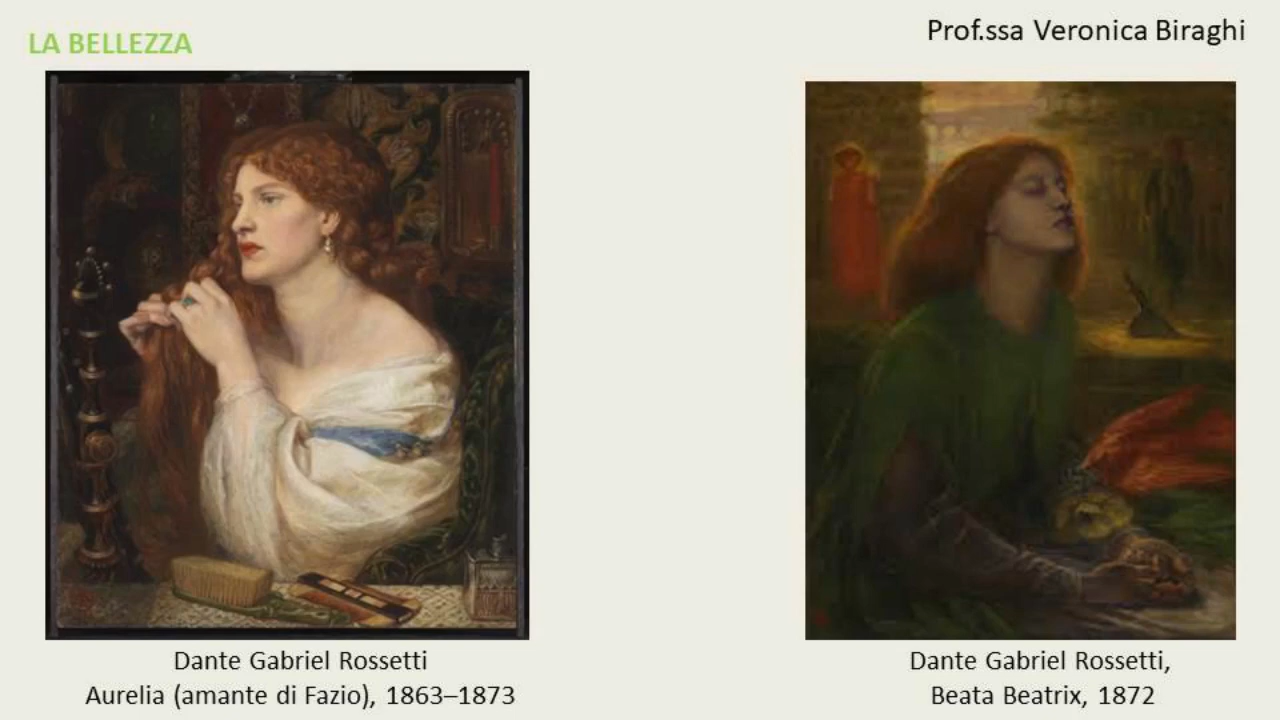 LA BELLEZZA
Prof.ssa Veronica Biraghi
Dante Gabriel Rossetti
Aurelia (amante di Fazio), 1863–1873
Dante Gabriel Rossetti,
Beata Beatrix, 1872